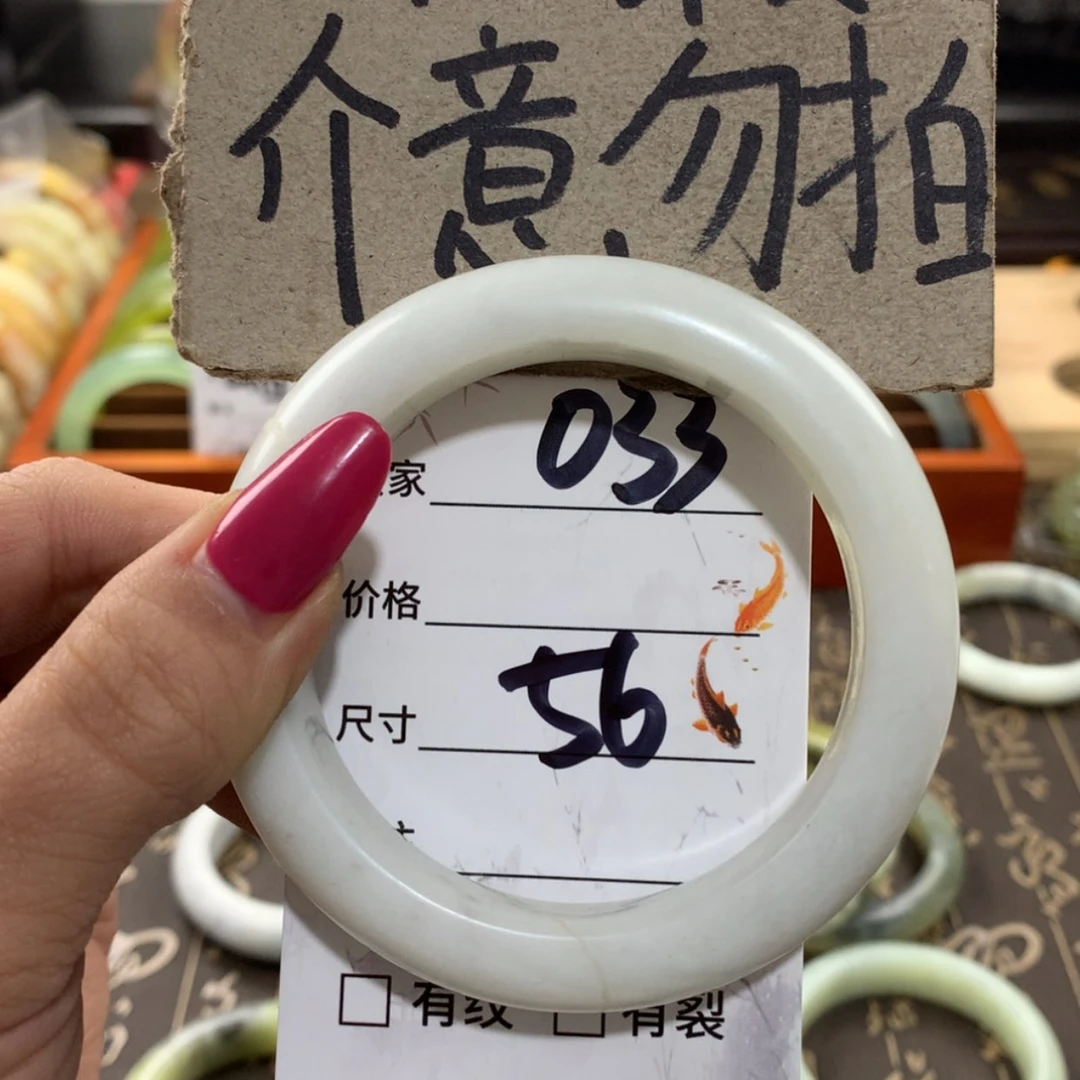 介意勿拍
家 033
价格
尺寸 56
有纹 有裂